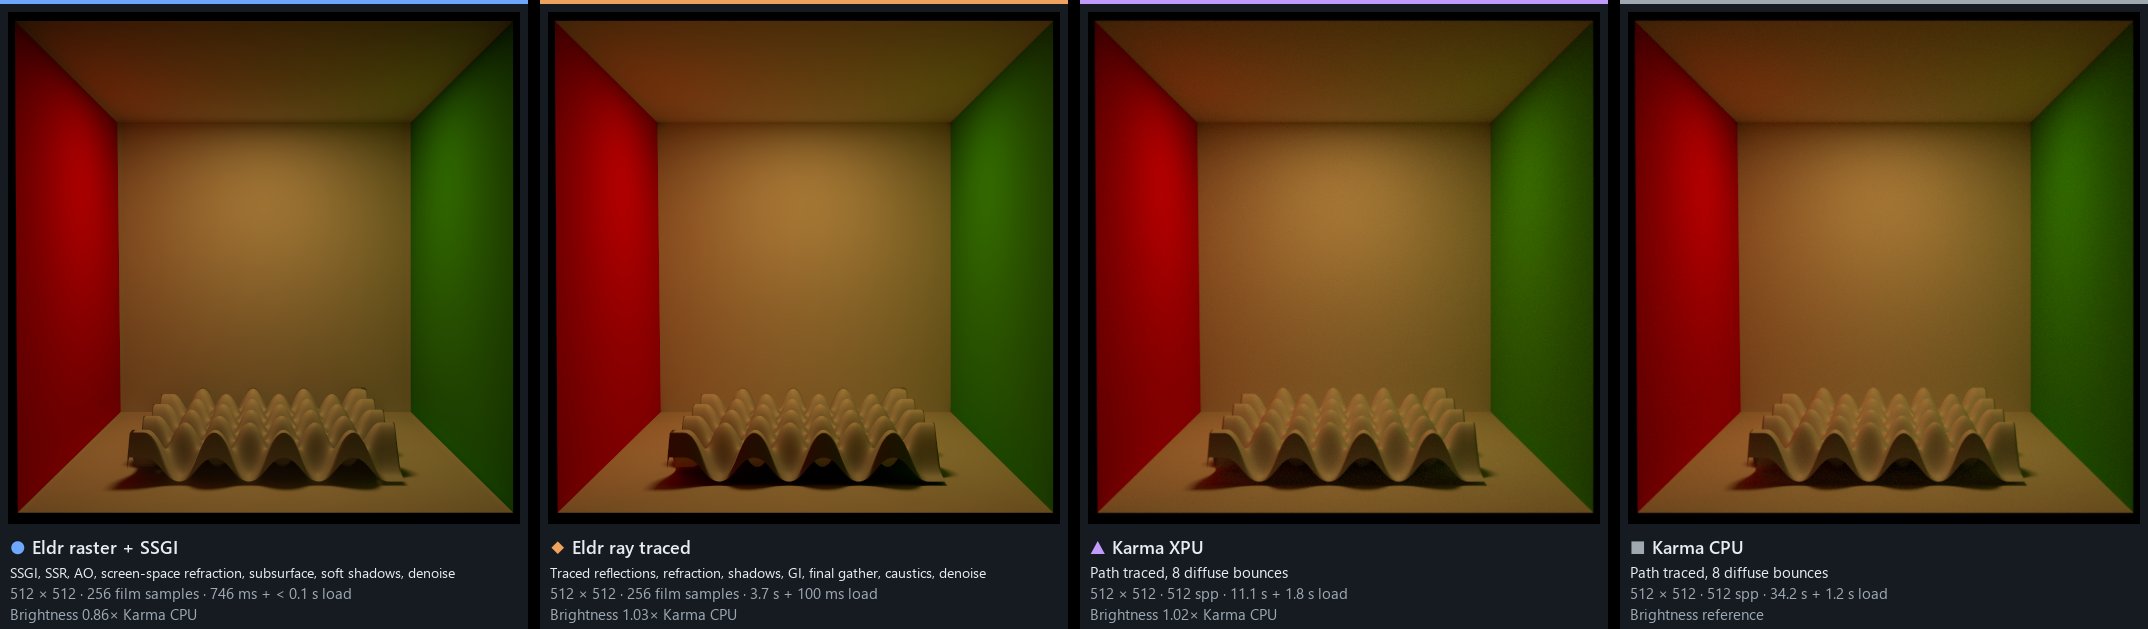 Eldr raster + SSGI
SSGI, SSR, AO, screen-space refraction, subsurface, soft shadows, denoise
512 × 512 · 256 film samples · 746 ms + < 0.1 s load
Brightness 0.86× Karma CPU
Eldr ray traced
Traced reflections, refraction, shadows, GI, final gather, caustics, denoise
512 × 512 · 256 film samples · 3.7 s + 100 ms load
Brightness 1.03× Karma CPU
Karma XPU
Path traced, 8 diffuse bounces
512 × 512 · 512 spp · 11.1 s + 1.8 s load
Brightness 1.02× Karma CPU
Karma CPU
Path traced, 8 diffuse bounces
512 × 512 · 512 spp · 34.2 s + 1.2 s load
Brightness reference